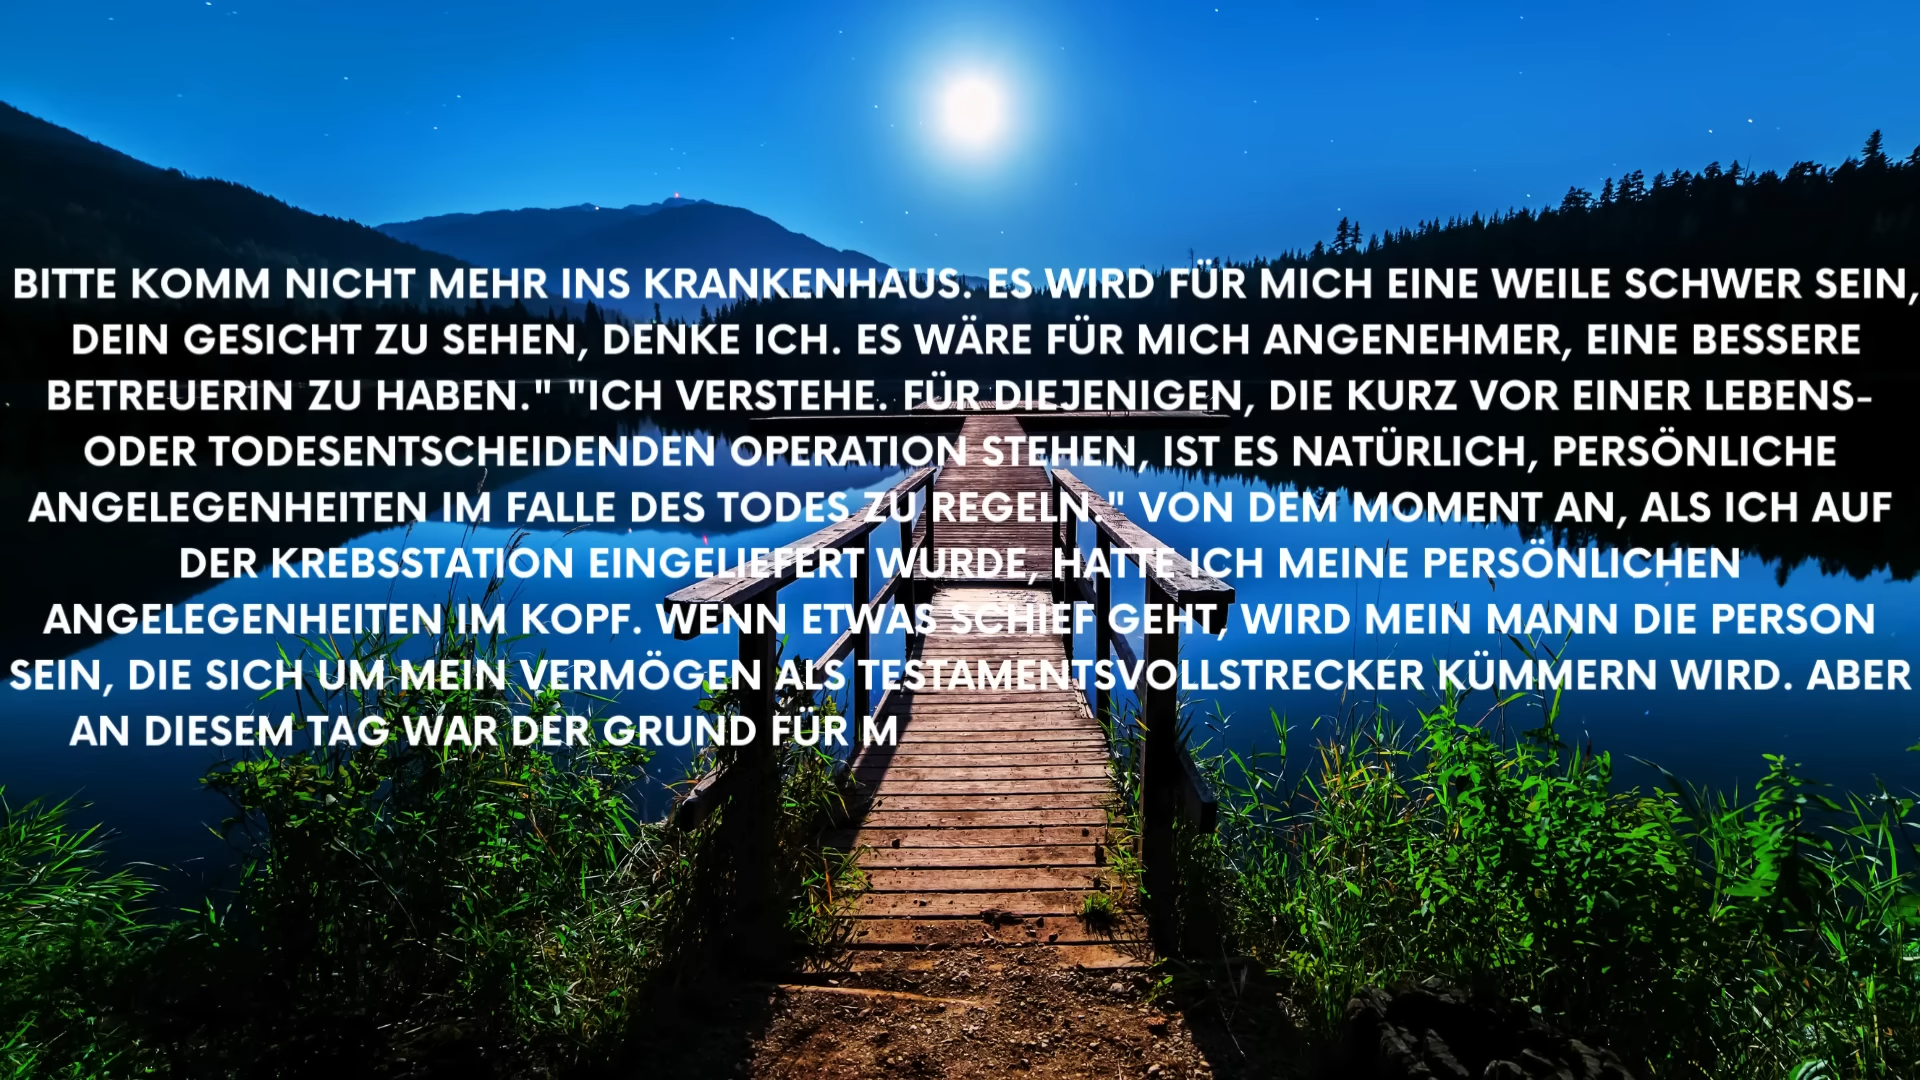 BITTE KOMM NICHT MEHR INS KRANKENHAUS. ES WIRD FÜR MICH EINE WEILE SCHWER SEIN,
DEIN GESICHT ZU SEHEN, DENKE ICH. ES WÄRE FÜR MICH ANGENEHMER, EINE BESSERE
BETREUERIN ZU HABEN." "ICH VERSTEHE. FÜR DIEJENIGEN, DIE KURZ VOR EINER LEBENS-
ODER TODESENTSCHEIDENDEN OPERATION STEHEN, IST ES NATÜRLICH, PERSÖNLICHE
ANGELEGENHEITEN IM FALLE DES TODES ZU REGELN." VON DEM MOMENT AN, ALS ICH AUF
DER KREBSSTATION EINGELIEFERT WURDE, HATTE ICH MEINE PERSÖNLICHEN
ANGELEGENHEITEN IM KOPF. WENN ETWAS SCHIEF GEHT, WIRD MEIN MANN DIE PERSON
SEIN, DIE SICH UM MEIN VERMÖGEN ALS TESTAMENTSVOLLSTRECKER KÜMMERN WIRD. ABER
AN DIESEM TAG WAR DER GRUND FÜR M